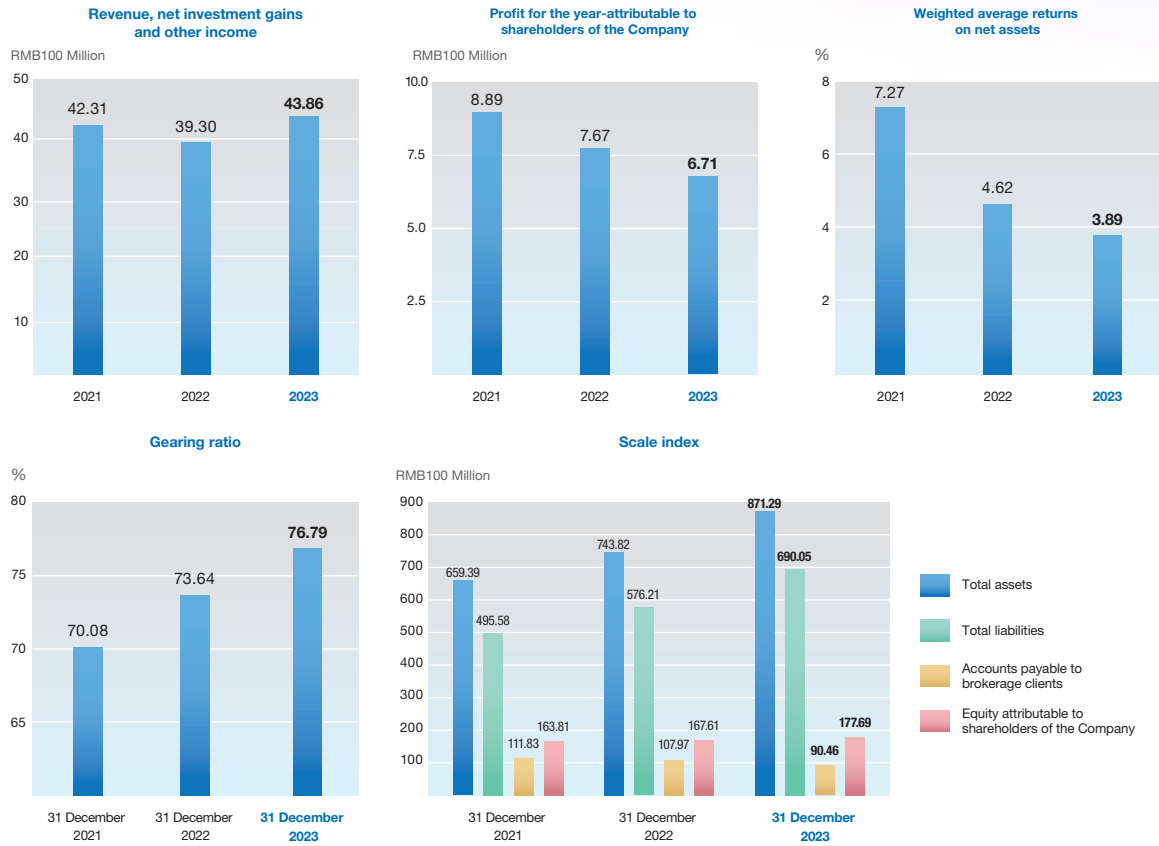 Revenue, net investment gains
and other income
RMB100 Million
50
40
30
20
10
42.31
39.30
43.86
2021
2022
2023
Profit for the year-attributable to
shareholders of the Company
RMB100 Million
10.0
7.5
5.0
2.5
8.89
7.67
6.71
2021
2022
2023
Weighted average returns
on net assets
%
8
6
4
2
7.27
4.62
3.89
2021
2022
2023
Gearing ratio
%
80
75
70
65
70.08
73.64
76.79
31 December
2021
31 December
2022
31 December
2023
Scale index
RMB100 Million
900
800
700
600
500
400
300
200
100
659.39
495.58
111.83
163.81
743.82
576.21
107.97
167.61
871.29
690.05
90.46
177.69
31 December
2021
31 December
2022
31 December
2023
Total assets
Total liabilities
Accounts payable to
brokerage clients
Equity attributable to
shareholders of the Company